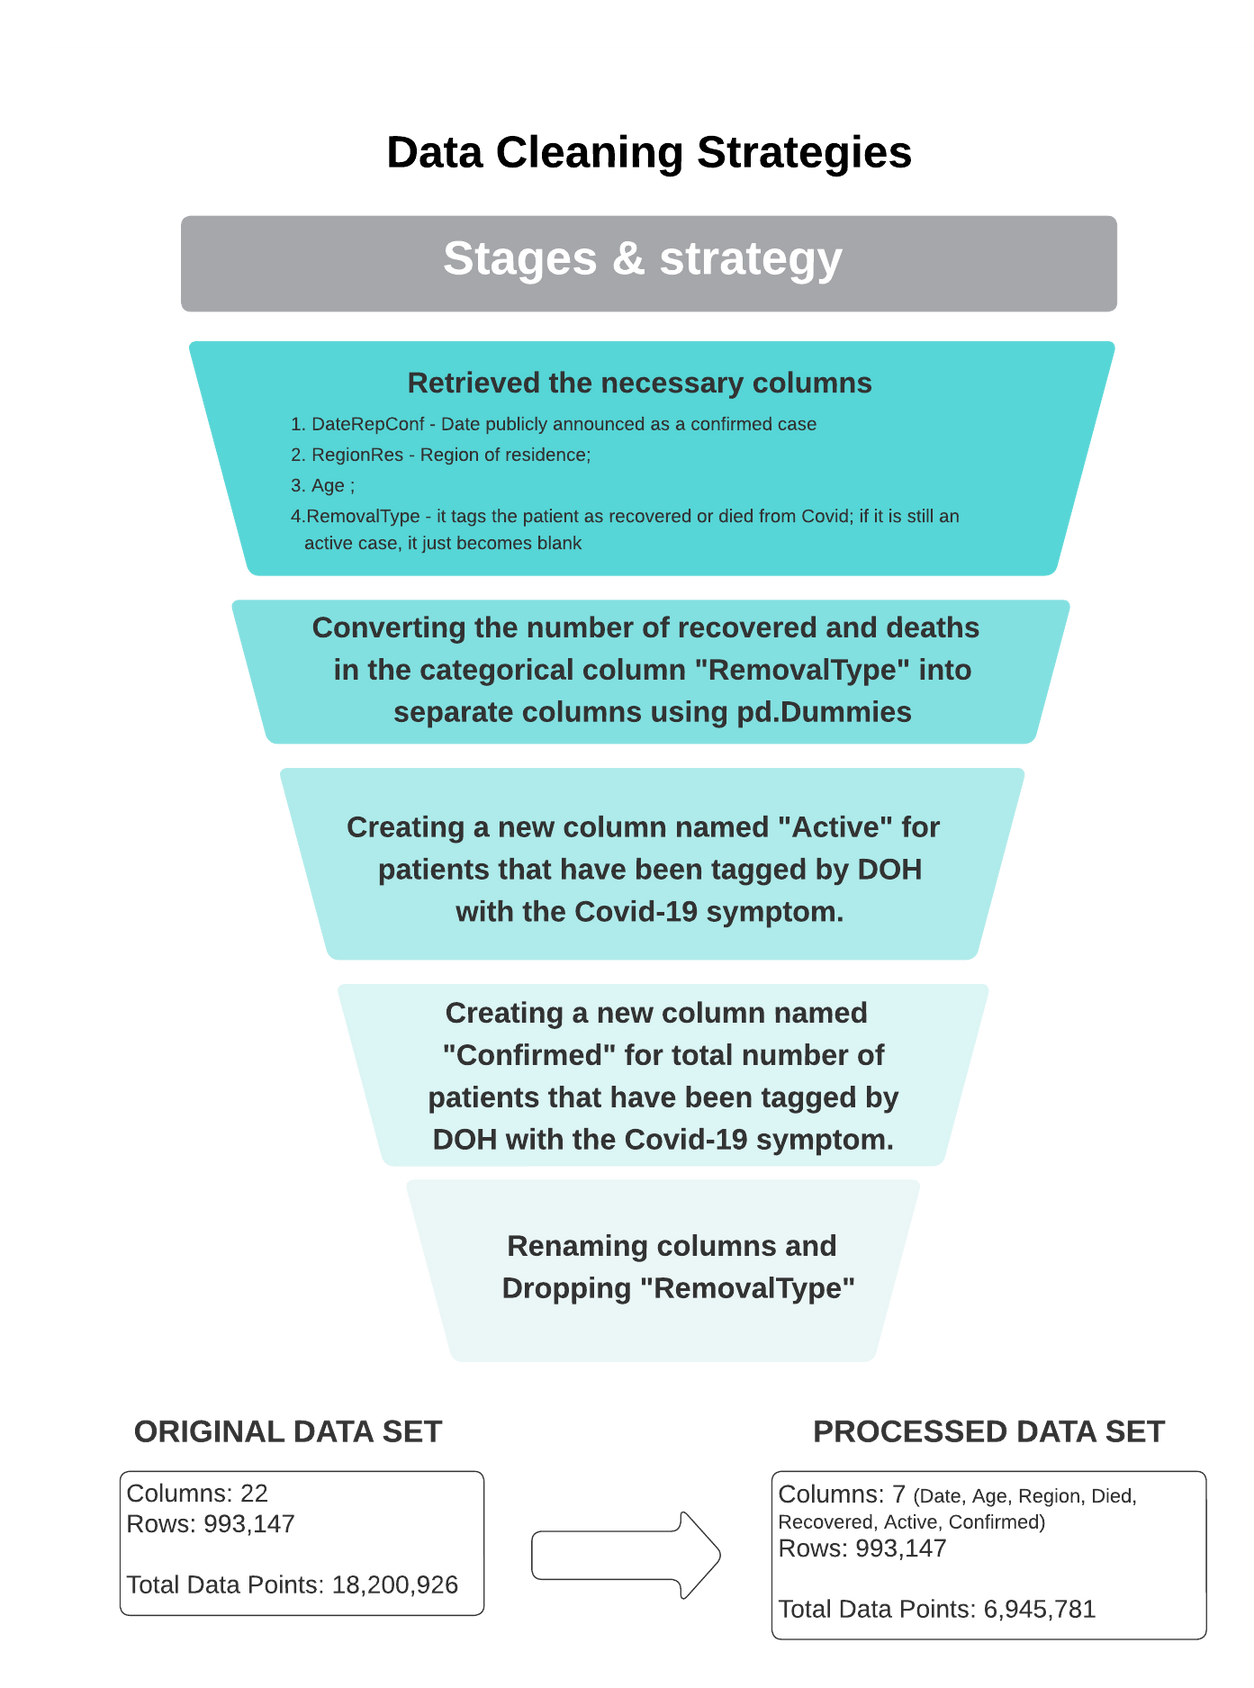 Data Cleaning Strategies
Stages & strategy
Retrieved the necessary columns
1. DateRepConf - Date publicly announced as a confirmed case
2. RegionRes - Region of residence;
3. Age ;
4.RemovalType - it tags the patient as recovered or died from Covid; if it is still an
active case, it just becomes blank
Converting the number of recovered and deaths
in the categorical column "RemovalType" into
separate columns using pd.Dummies
Creating a new column named "Active" for
patients that have been tagged by DOH
with the Covid-19 symptom.
Creating a new column named
"Confirmed" for total number of
patients that have been tagged by
DOH with the Covid-19 symptom.
Renaming columns and
Dropping "RemovalType"
ORIGINAL DATA SET
Columns: 22
Rows: 993,147
Total Data Points: 18,200,926
PROCESSED DATA SET
Columns: 7 (Date, Age, Region, Died,
Recovered, Active, Confirmed)
Rows: 993,147
Total Data Points: 6,945,781